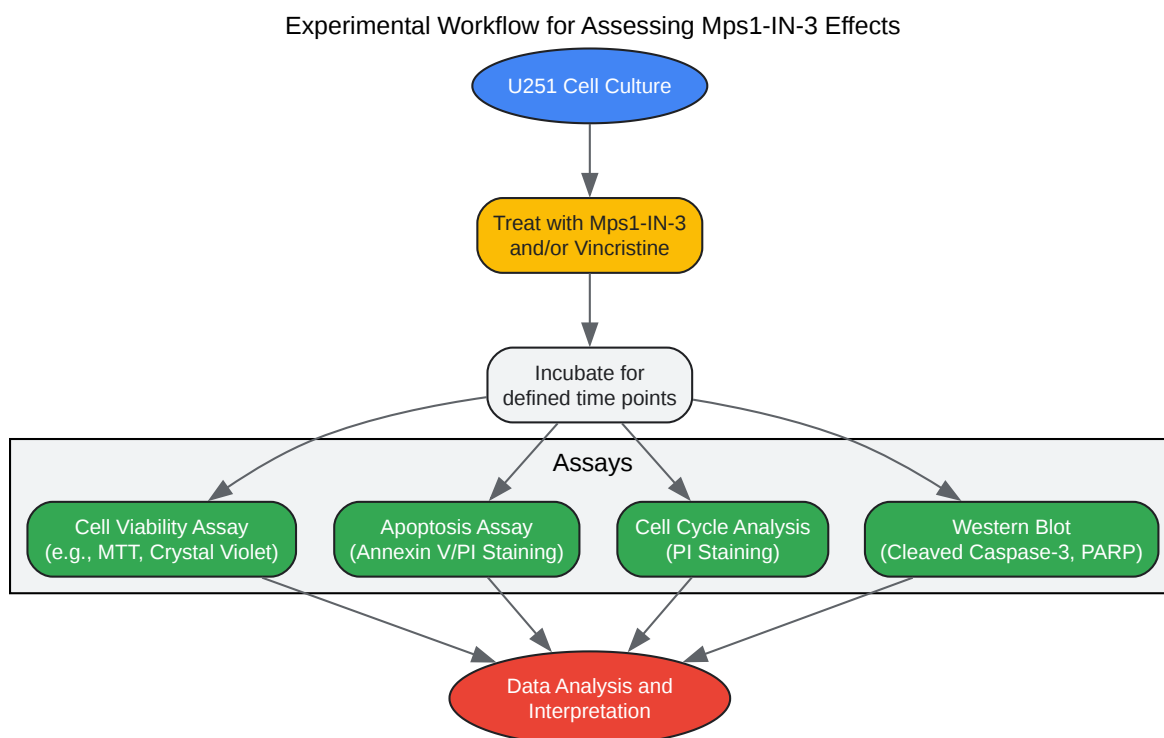 Experimental Workflow for Assessing Mps1-IN-3 Effects
U251 Cell Culture
Treat with Mps1-IN-3
and/or Vincristine
Incubate for
defined time points
Assays
Cell Viability Assay
(e.g., MTT, Crystal Violet)
Apoptosis Assay
(Annexin V/PI Staining)
Cell Cycle Analysis
(PI Staining)
Western Blot
(Cleaved Caspase-3, PARP)
Data Analysis and
Interpretation